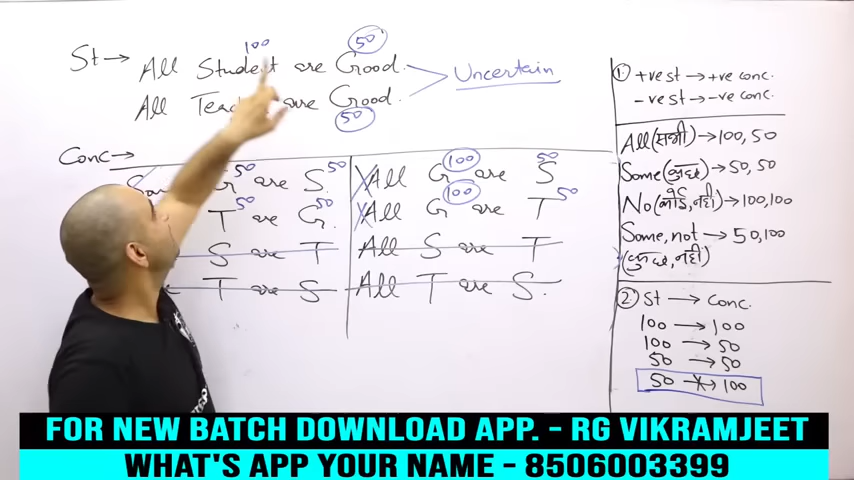 100 50
St → All Student are Good.
All are Good. Uncertain
50
Conc →
50 50
are S.
T 50 are G. 50
S are T
T are S
All G 100 are S 50
All G 100 are T 50
All S are T
All T are S.
① +ve st → +ve conc.
-ve st → -ve conc.
All (सभी) → 100, 50
Some (कुछ) → 50, 50
No (कोई नहीं) → 100, 100
Some, not → 50, 100
(कुछ, नहीं)
② St → Conc.
100 → 100
100 → 50
50 → 50
50 → 100
FOR NEW BATCH DOWNLOAD APP. - RG VIKRAMJEET
WHAT'S APP YOUR NAME - 8506003399